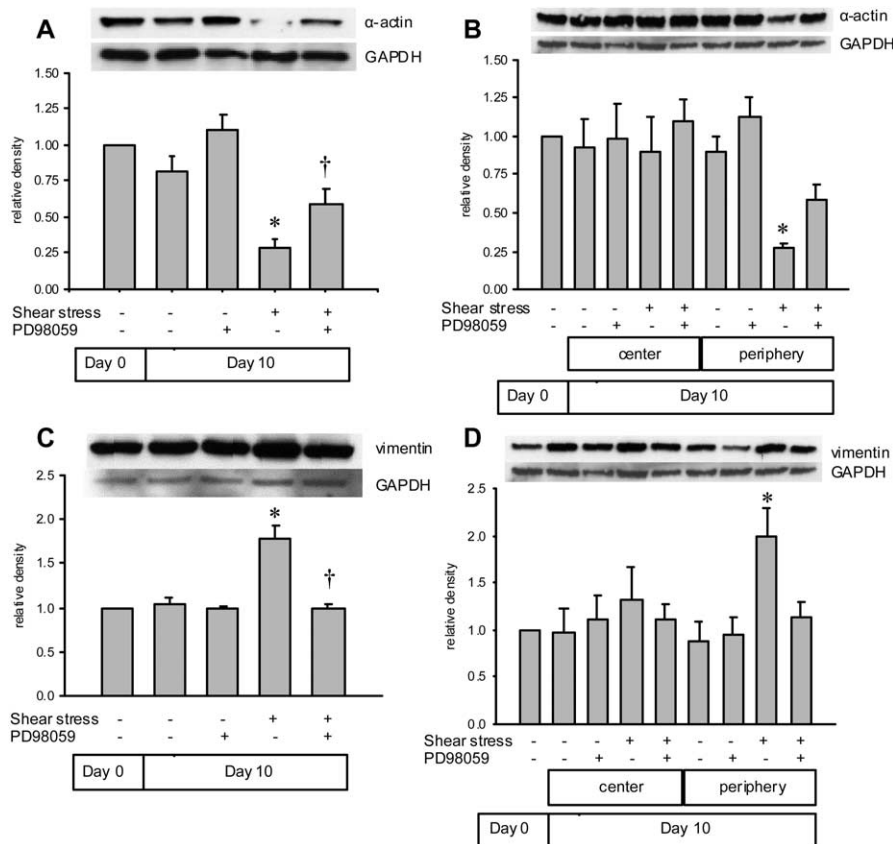 A
α-actin
GAPDH
1.50
1.25
1.00
0.75
0.50
0.25
0.00
relative density
*
†
Shear stress - - - + +
PD98059 - - + - +
Day 0 Day 10
B
α-actin
GAPDH
1.50
1.25
1.00
0.75
0.50
0.25
0.00
relative density
*
Shear stress - - - + + - - + +
PD98059 - - + - + - + - +
center periphery
Day 0 Day 10
C
vimentin
GAPDH
2.5
2.0
1.5
1.0
0.5
0.0
relative density
*
†
Shear stress - - - + +
PD98059 - - + - +
Day 0 Day 10
D
vimentin
GAPDH
2.5
2.0
1.5
1.0
0.5
0.0
relative density
*
Shear stress - - - + + - - + +
PD98059 - - + - + - + - +
center periphery
Day 0 Day 10